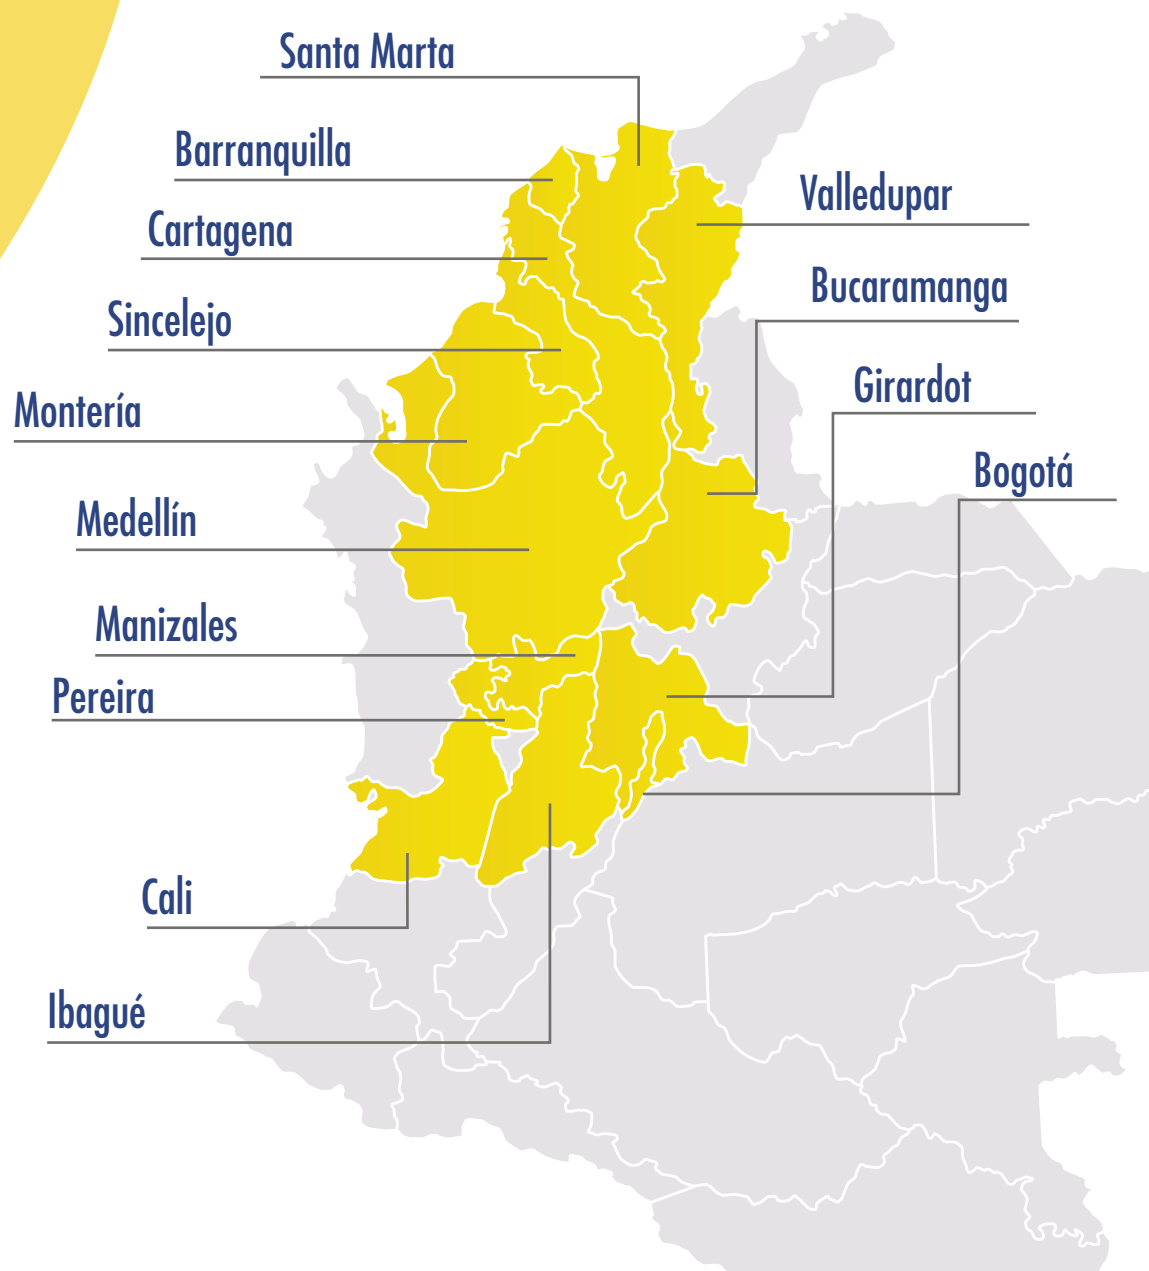 Santa Marta
Barranquilla
Valledupar
Cartagena
Bucaramanga
Sincelejo
Girardot
Montería
Bogotá
Medellín
Manizales
Pereira
Cali
Ibagué